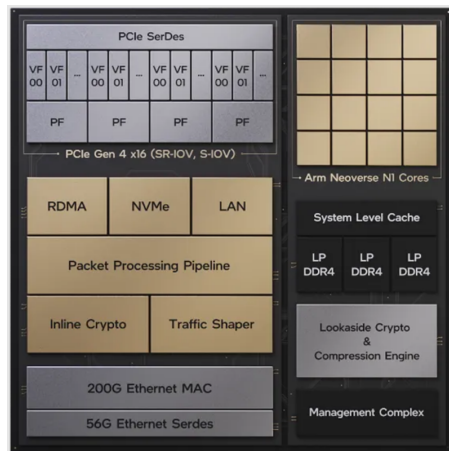 PCIe SerDes
VF 00
VF 01
...
VF 00
VF 01
...
VF 00
VF 01
...
VF 00
VF 01
...
PF
PF
PF
PF
PCIe Gen 4 x16 (SR-IOV, S-IOV)
RDMA
NVMe
LAN
Packet Processing Pipeline
Inline Crypto
Traffic Shaper
200G Ethernet MAC
56G Ethernet Serdes
Arm Neoverse N1 Cores
System Level Cache
LP
DDR4
LP
DDR4
LP
DDR4
Lookaside Crypto
&
Compression Engine
Management Complex